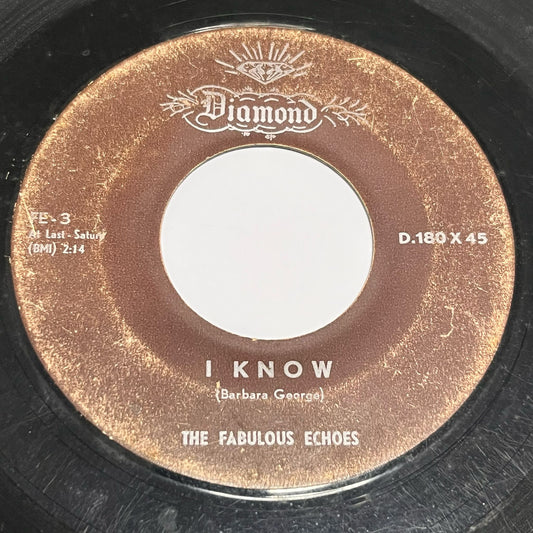 Diamond
FE-3
At Last - Saturn
(BMI) 2:14
D.180 X 45
I KNOW
(Barbara George)
THE FABULOUS ECHOES